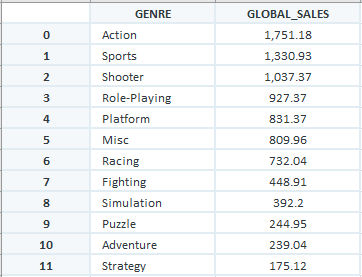 GENRE GLOBAL_SALES
0 Action 1,751.18
1 Sports 1,330.93
2 Shooter 1,037.37
3 Role-Playing 927.37
4 Platform 831.37
5 Misc 809.96
6 Racing 732.04
7 Fighting 448.91
8 Simulation 392.2
9 Puzzle 244.95
10 Adventure 239.04
11 Strategy 175.12